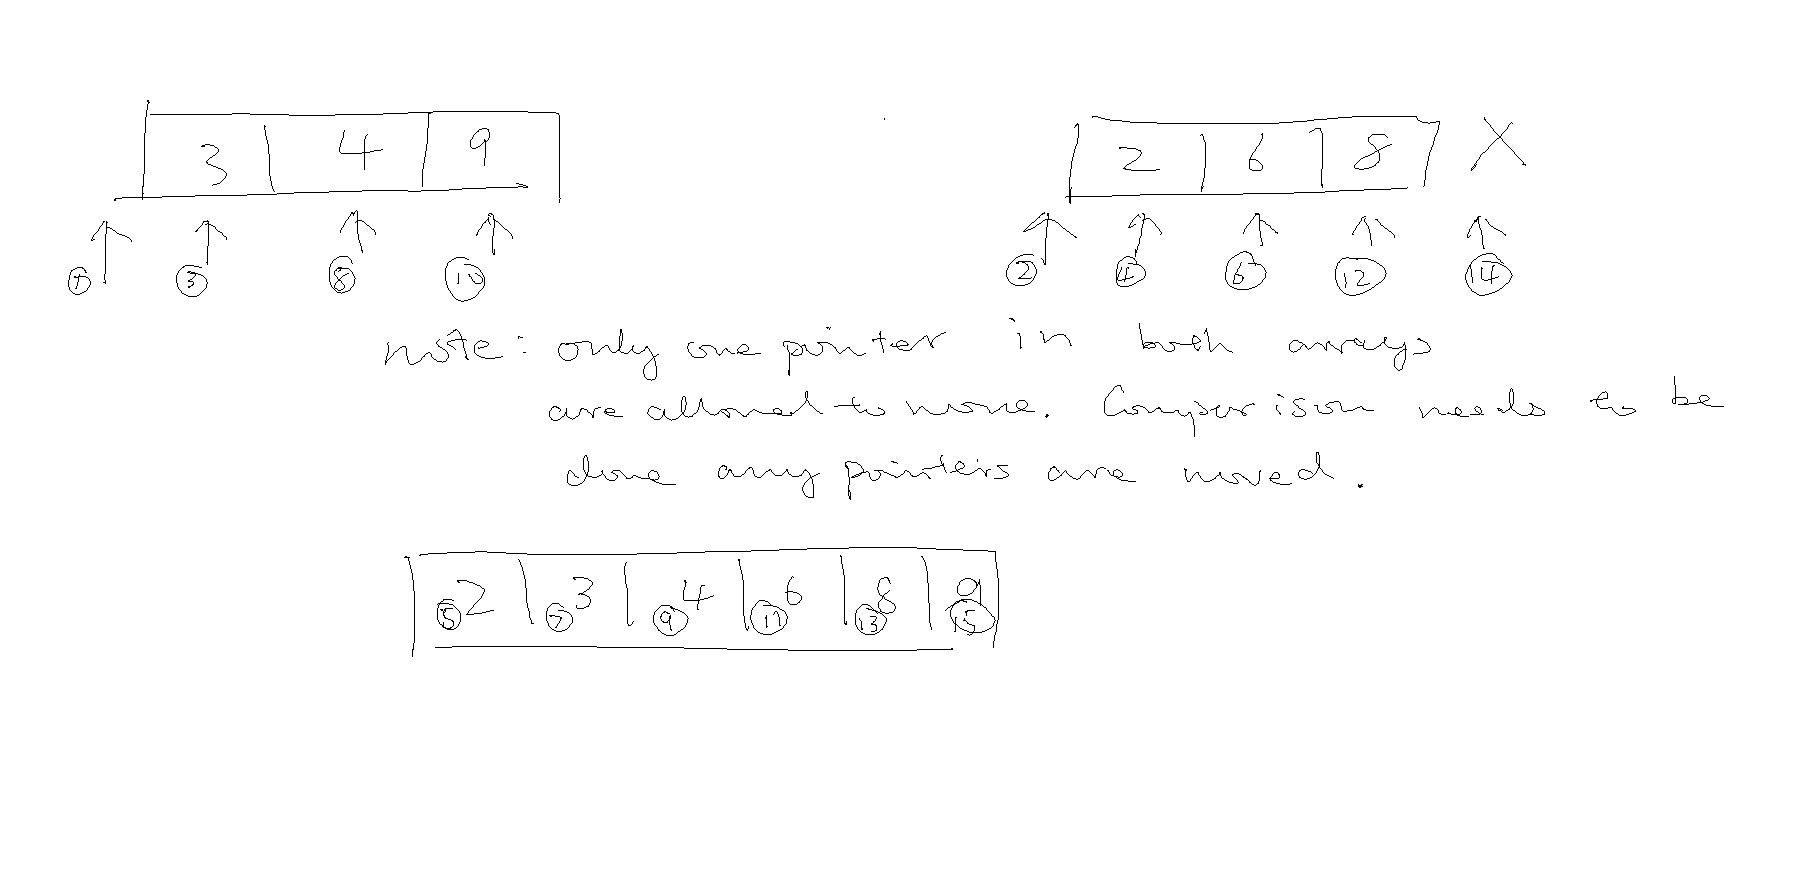 3 4 9
2 6 8 X
① ③ ⑧ ⑩
② ④ ⑥ ⑫ ⑭
note: only one pointer in both arrays
are allowed to move. Comparison needs to be
done any pointers are moved.
⑤ 2 ⑦ 3 ⑨ 4 ⑪ 6 ⑬ 8 ⑮ 9